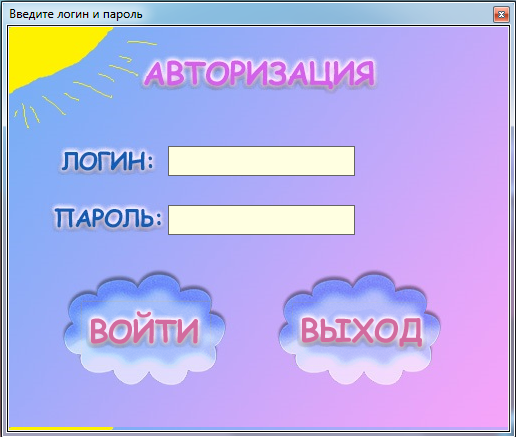 Введите логин и пароль
АВТОРИЗАЦИЯ
ЛОГИН:
ПАРОЛЬ:
ВОЙТИ
ВЫХОД